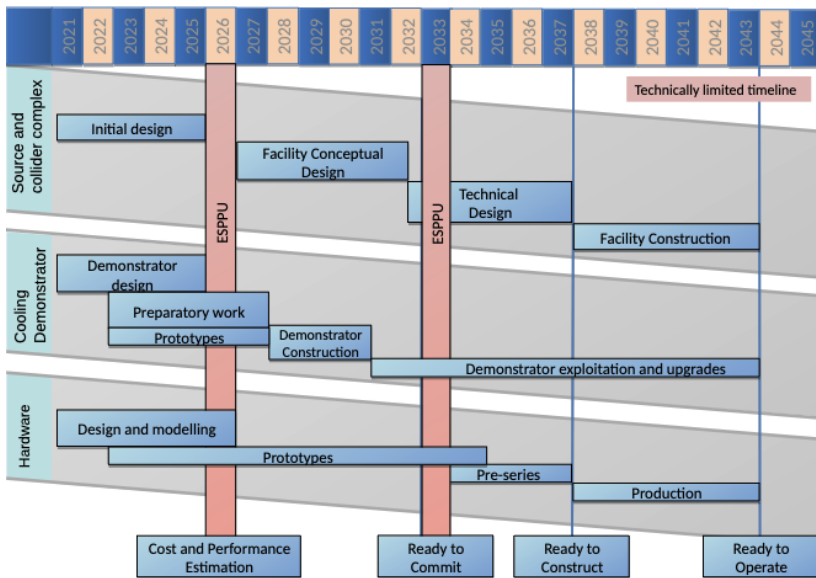 2021 2022 2023 2024 2025 2026 2027 2028 2029 2030 2031 2032 2033 2034 2035 2036 2037 2038 2039 2040 2041 2042 2043 2044 2045
Technically limited timeline
Source and
collider complex
Initial design
Facility Conceptual
Design
Technical
Design
Facility Construction
ESPPU
ESPPU
Cooling
Demonstrator
Demonstrator
design
Preparatory work
Prototypes
Demonstrator
Construction
Demonstrator exploitation and upgrades
Hardware
Design and modelling
Prototypes
Pre-series
Production
Cost and Performance
Estimation
Ready to
Commit
Ready to
Construct
Ready to
Operate